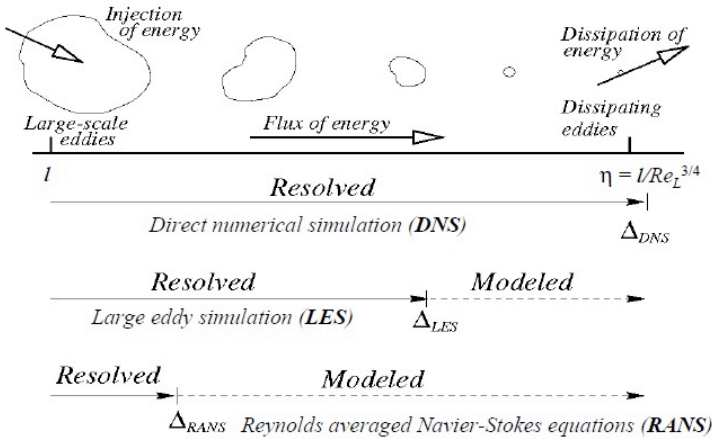 Injection
of energy
Dissipation of
energy
Large-scale
eddies
Flux of energy
Dissipating
eddies
l
η = l/Re_L^3/4
Resolved
Direct numerical simulation (DNS)
Δ_DNS
Resolved
Modeled
Large eddy simulation (LES)
Δ_LES
Resolved
Modeled
Δ_RANS
Reynolds averaged Navier-Stokes equations (RANS)